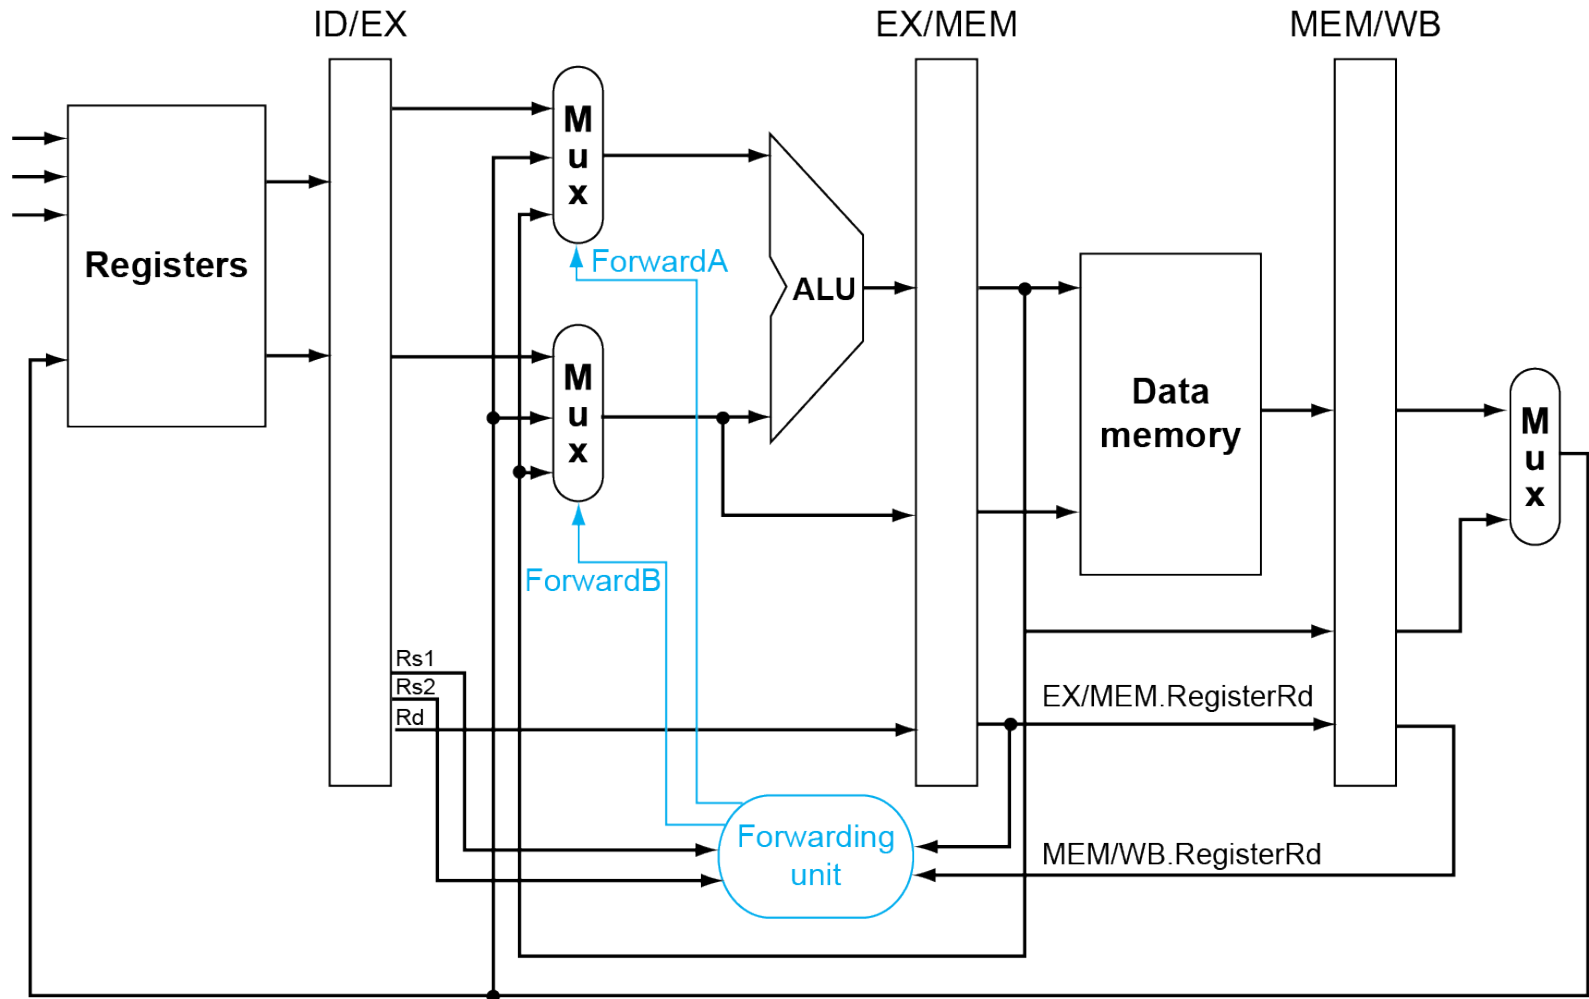 ID/EX
EX/MEM
MEM/WB
Registers
M
u
x
ForwardA
M
u
x
ForwardB
ALU
Data
memory
M
u
x
Rs1
Rs2
Rd
EX/MEM.RegisterRd
Forwarding
unit
MEM/WB.RegisterRd